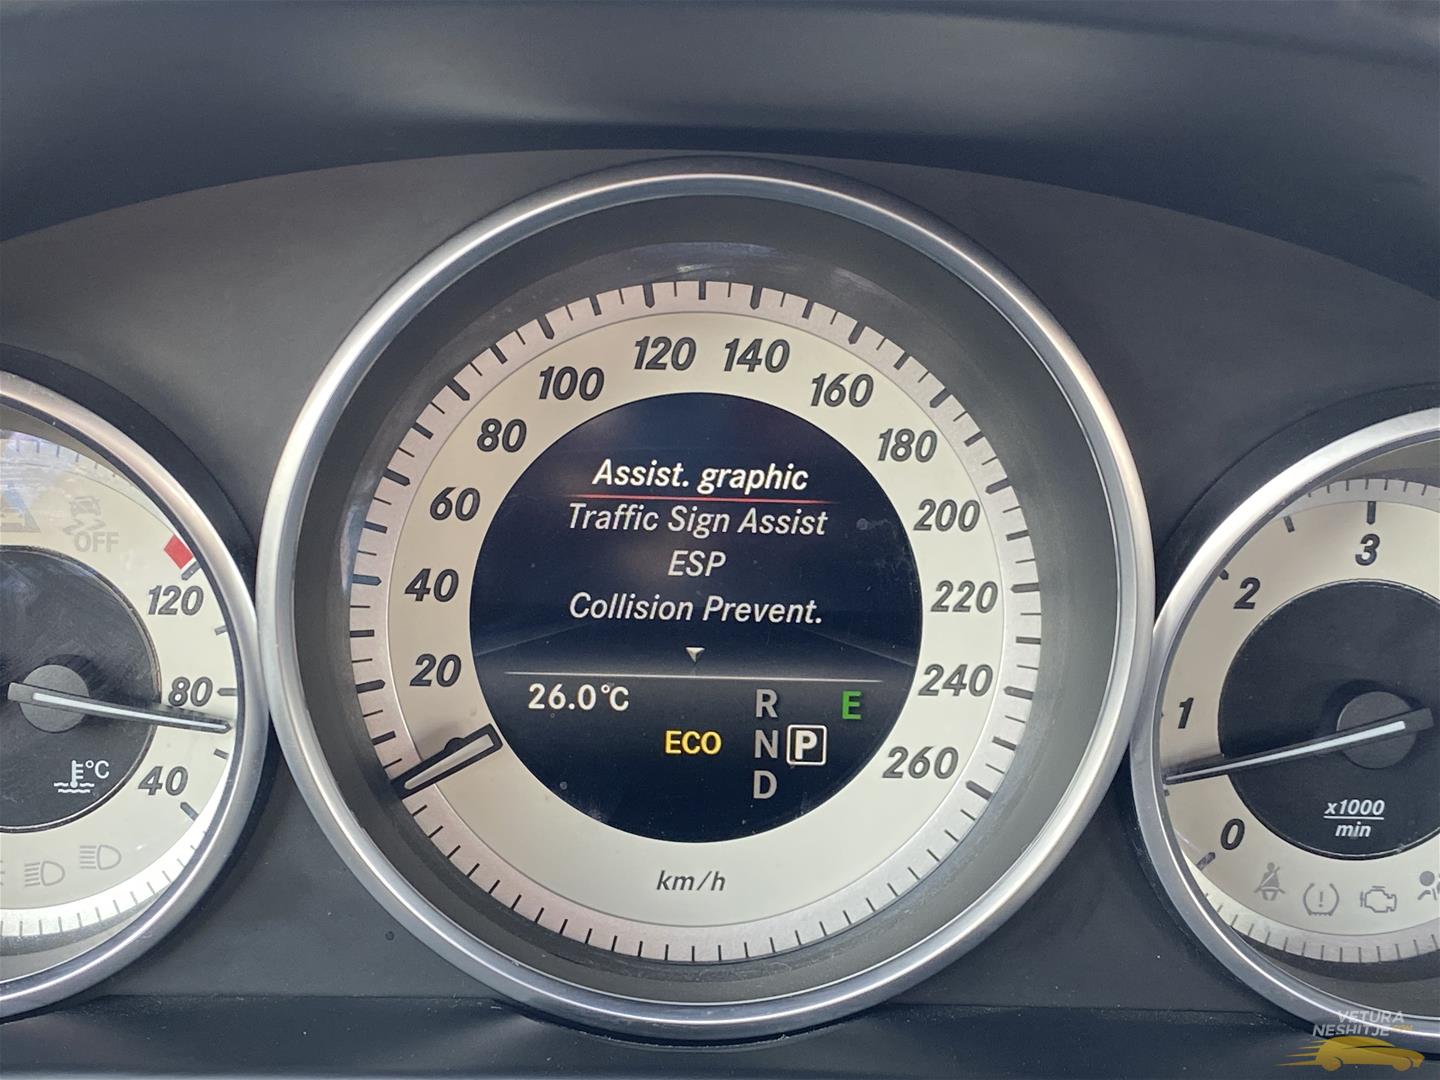 120 140
100 160
80 180
60 200
40 220
20 240
260
km/h
Assist. graphic
Traffic Sign Assist
ESP
Collision Prevent.
26.0°C
ECO
R
N P
D
E
OFF
120
80
40
°C
3
2
1
0
x1000
min
VETURA
NESHITJE